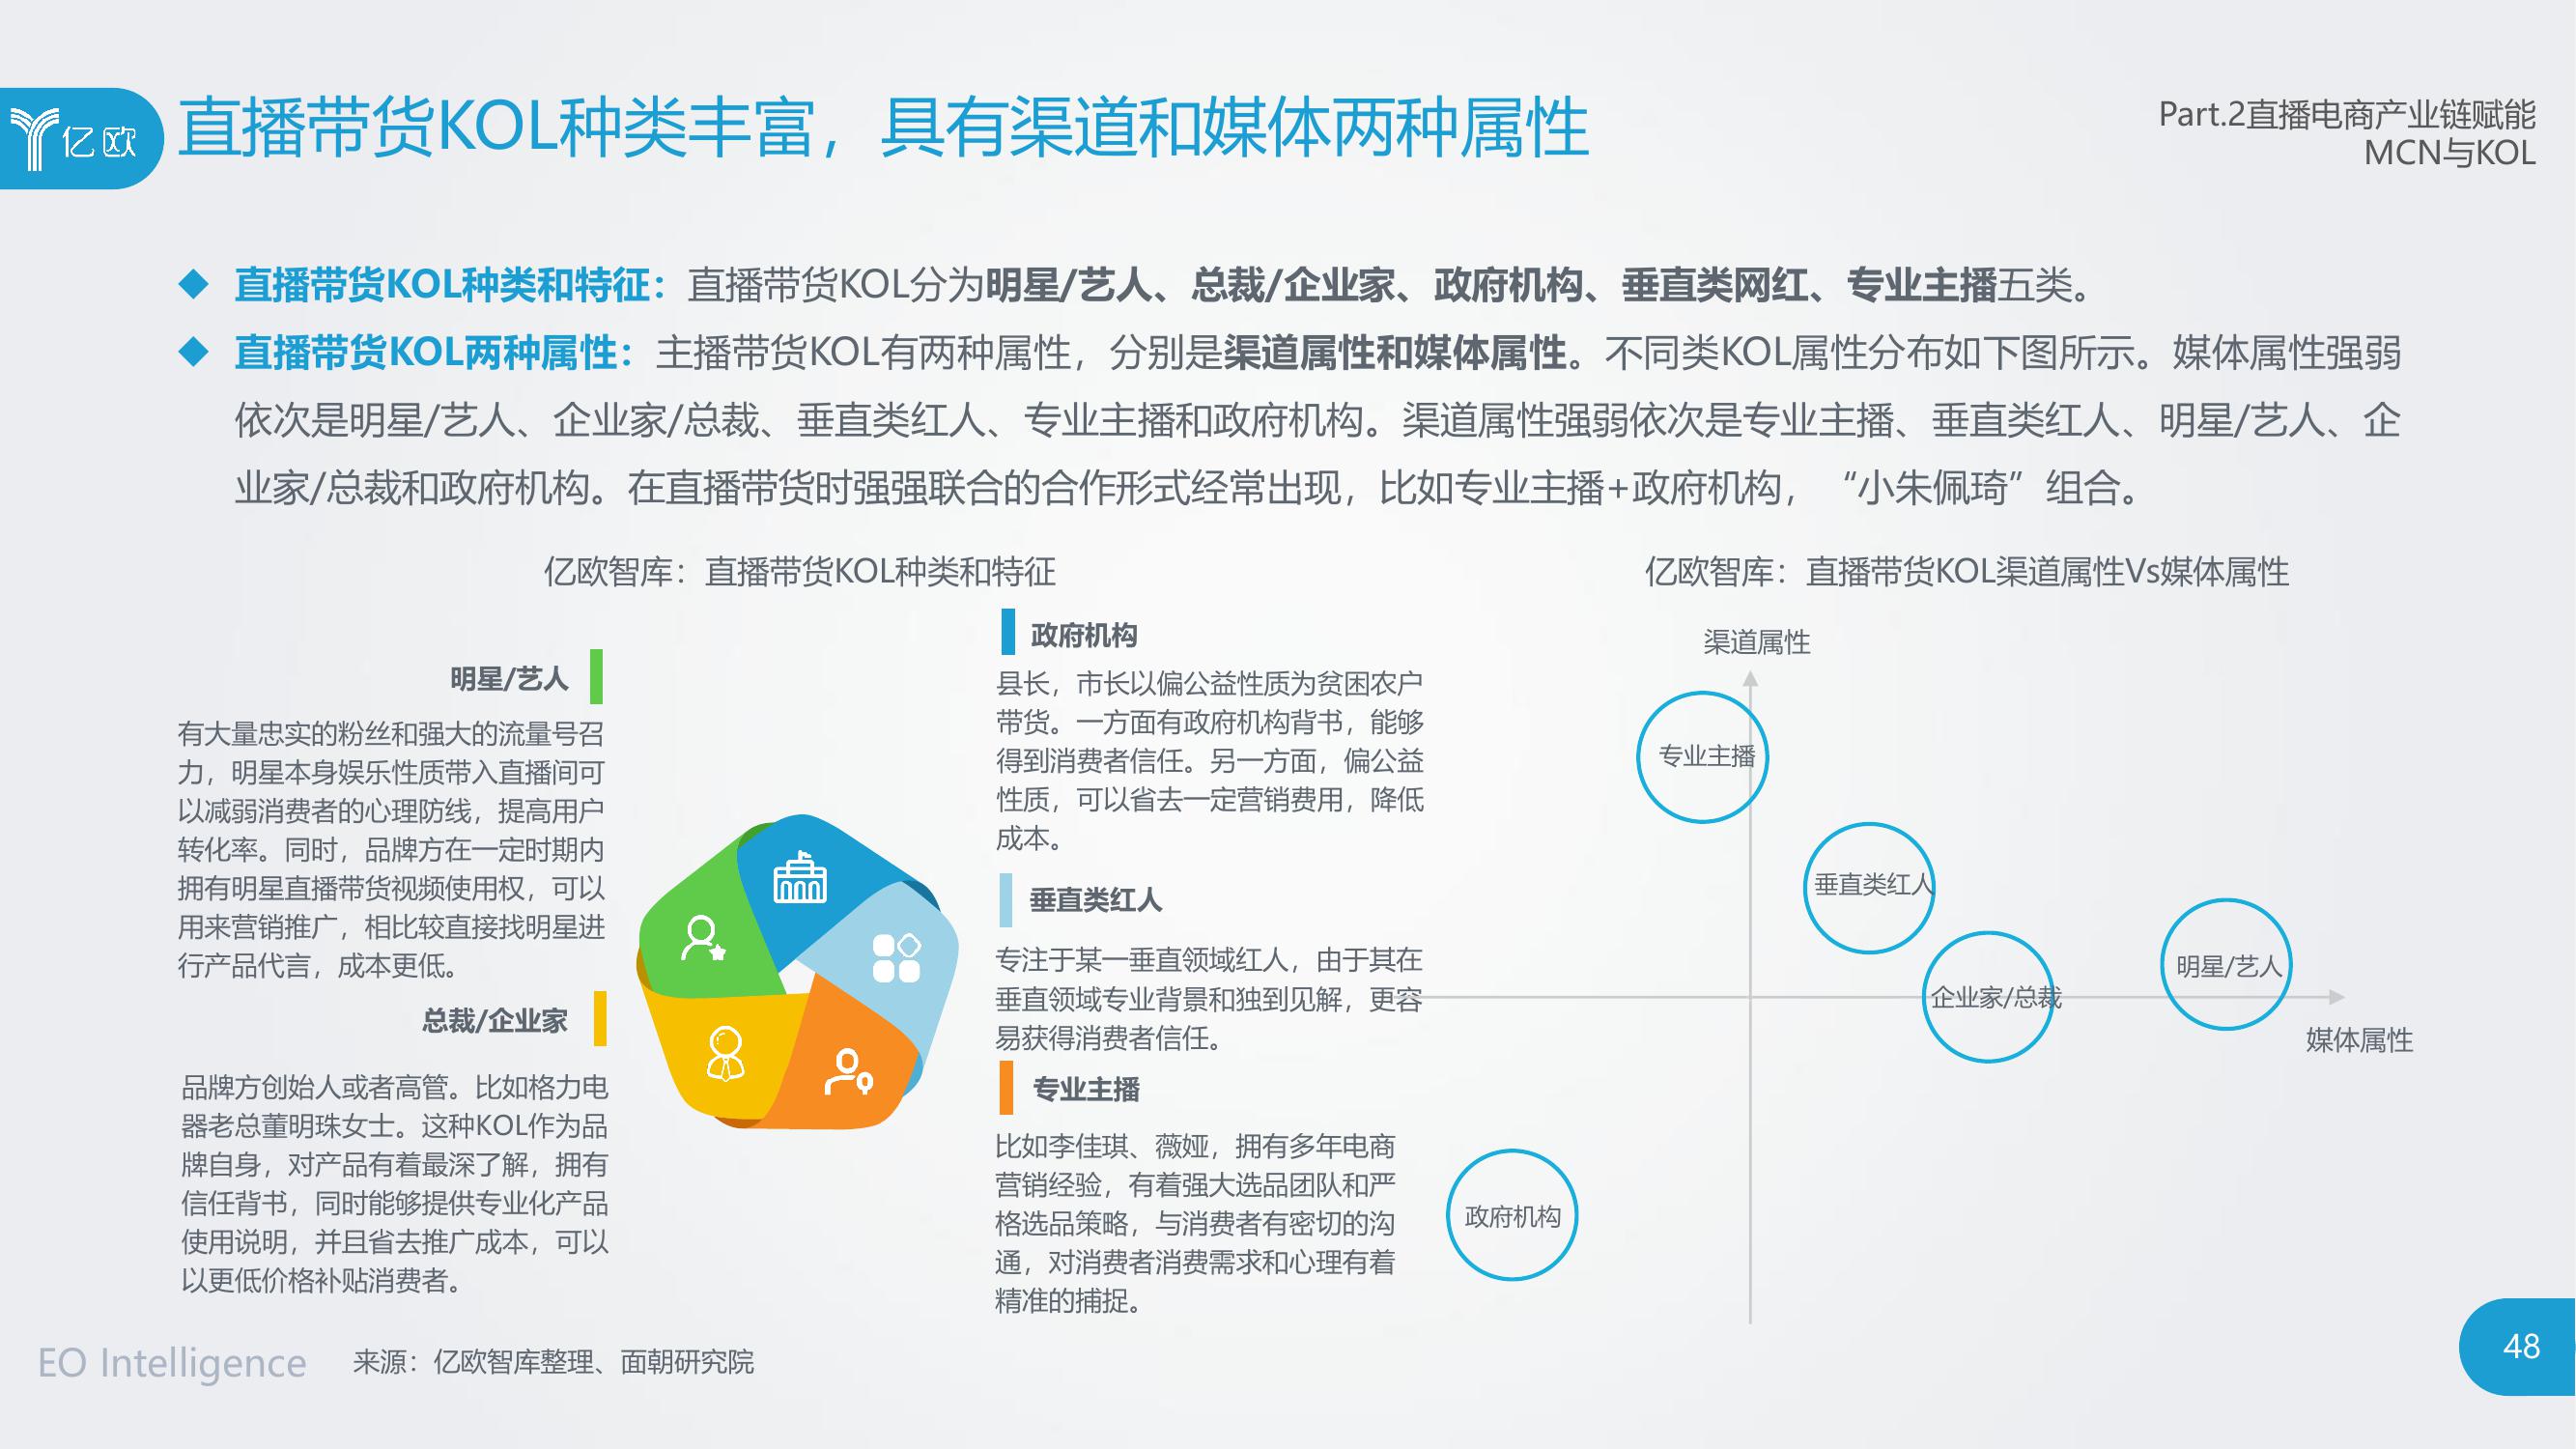 亿欧
直播带货KOL种类丰富，具有渠道和媒体两种属性
Part.2直播电商产业链赋能
MCN与KOL
直播带货KOL种类和特征：直播带货KOL分为明星/艺人、总裁/企业家、政府机构、垂直类网红、专业主播五类。
直播带货KOL两种属性：主播带货KOL有两种属性，分别是渠道属性和媒体属性。不同类KOL属性分布如下图所示。媒体属性强弱
依次是明星/艺人、企业家/总裁、垂直类红人、专业主播和政府机构。渠道属性强弱依次是专业主播、垂直类红人、明星/艺人、企
业家/总裁和政府机构。在直播带货时强强联合的合作形式经常出现，比如专业主播+政府机构，“小朱佩琦”组合。
亿欧智库：直播带货KOL种类和特征
明星/艺人
有大量忠实的粉丝和强大的流量号召
力，明星本身娱乐性质带入直播间可
以减弱消费者的心理防线，提高用户
转化率。同时，品牌方在一定时期内
拥有明星直播带货视频使用权，可以
用来营销推广，相比较直接找明星进
行产品代言，成本更低。
总裁/企业家
品牌方创始人或者高管。比如格力电
器老总董明珠女士。这种KOL作为品
牌自身，对产品有着最深了解，拥有
信任背书，同时能够提供专业化产品
使用说明，并且省去推广成本，可以
以更低价格补贴消费者。
政府机构
县长，市长以偏公益性质为贫困农户
带货。一方面有政府机构背书，能够
得到消费者信任。另一方面，偏公益
性质，可以省去一定营销费用，降低
成本。
垂直类红人
专注于某一垂直领域红人，由于其在
垂直领域专业背景和独到见解，更容
易获得消费者信任。
专业主播
比如李佳琪、薇娅，拥有多年电商
营销经验，有着强大选品团队和严
格选品策略，与消费者有密切的沟
通，对消费者消费需求和心理有着
精准的捕捉。
亿欧智库：直播带货KOL渠道属性Vs媒体属性
渠道属性
专业主播
垂直类红人
明星/艺人
企业家/总裁
媒体属性
政府机构
EO Intelligence
来源：亿欧智库整理、面朝研究院
48